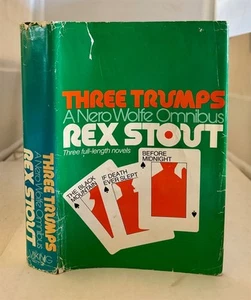 THREE TRUMPS
A Nero Wolfe Omnibus
REX STOUT
Three full-length novels
THE BLACK
MOUNTAIN
IF DEATH
EVER SLEPT
BEFORE
MIDNIGHT
THREE TRUMPS
A Nero Wolfe Omnibus
REX STOUT
VIKING